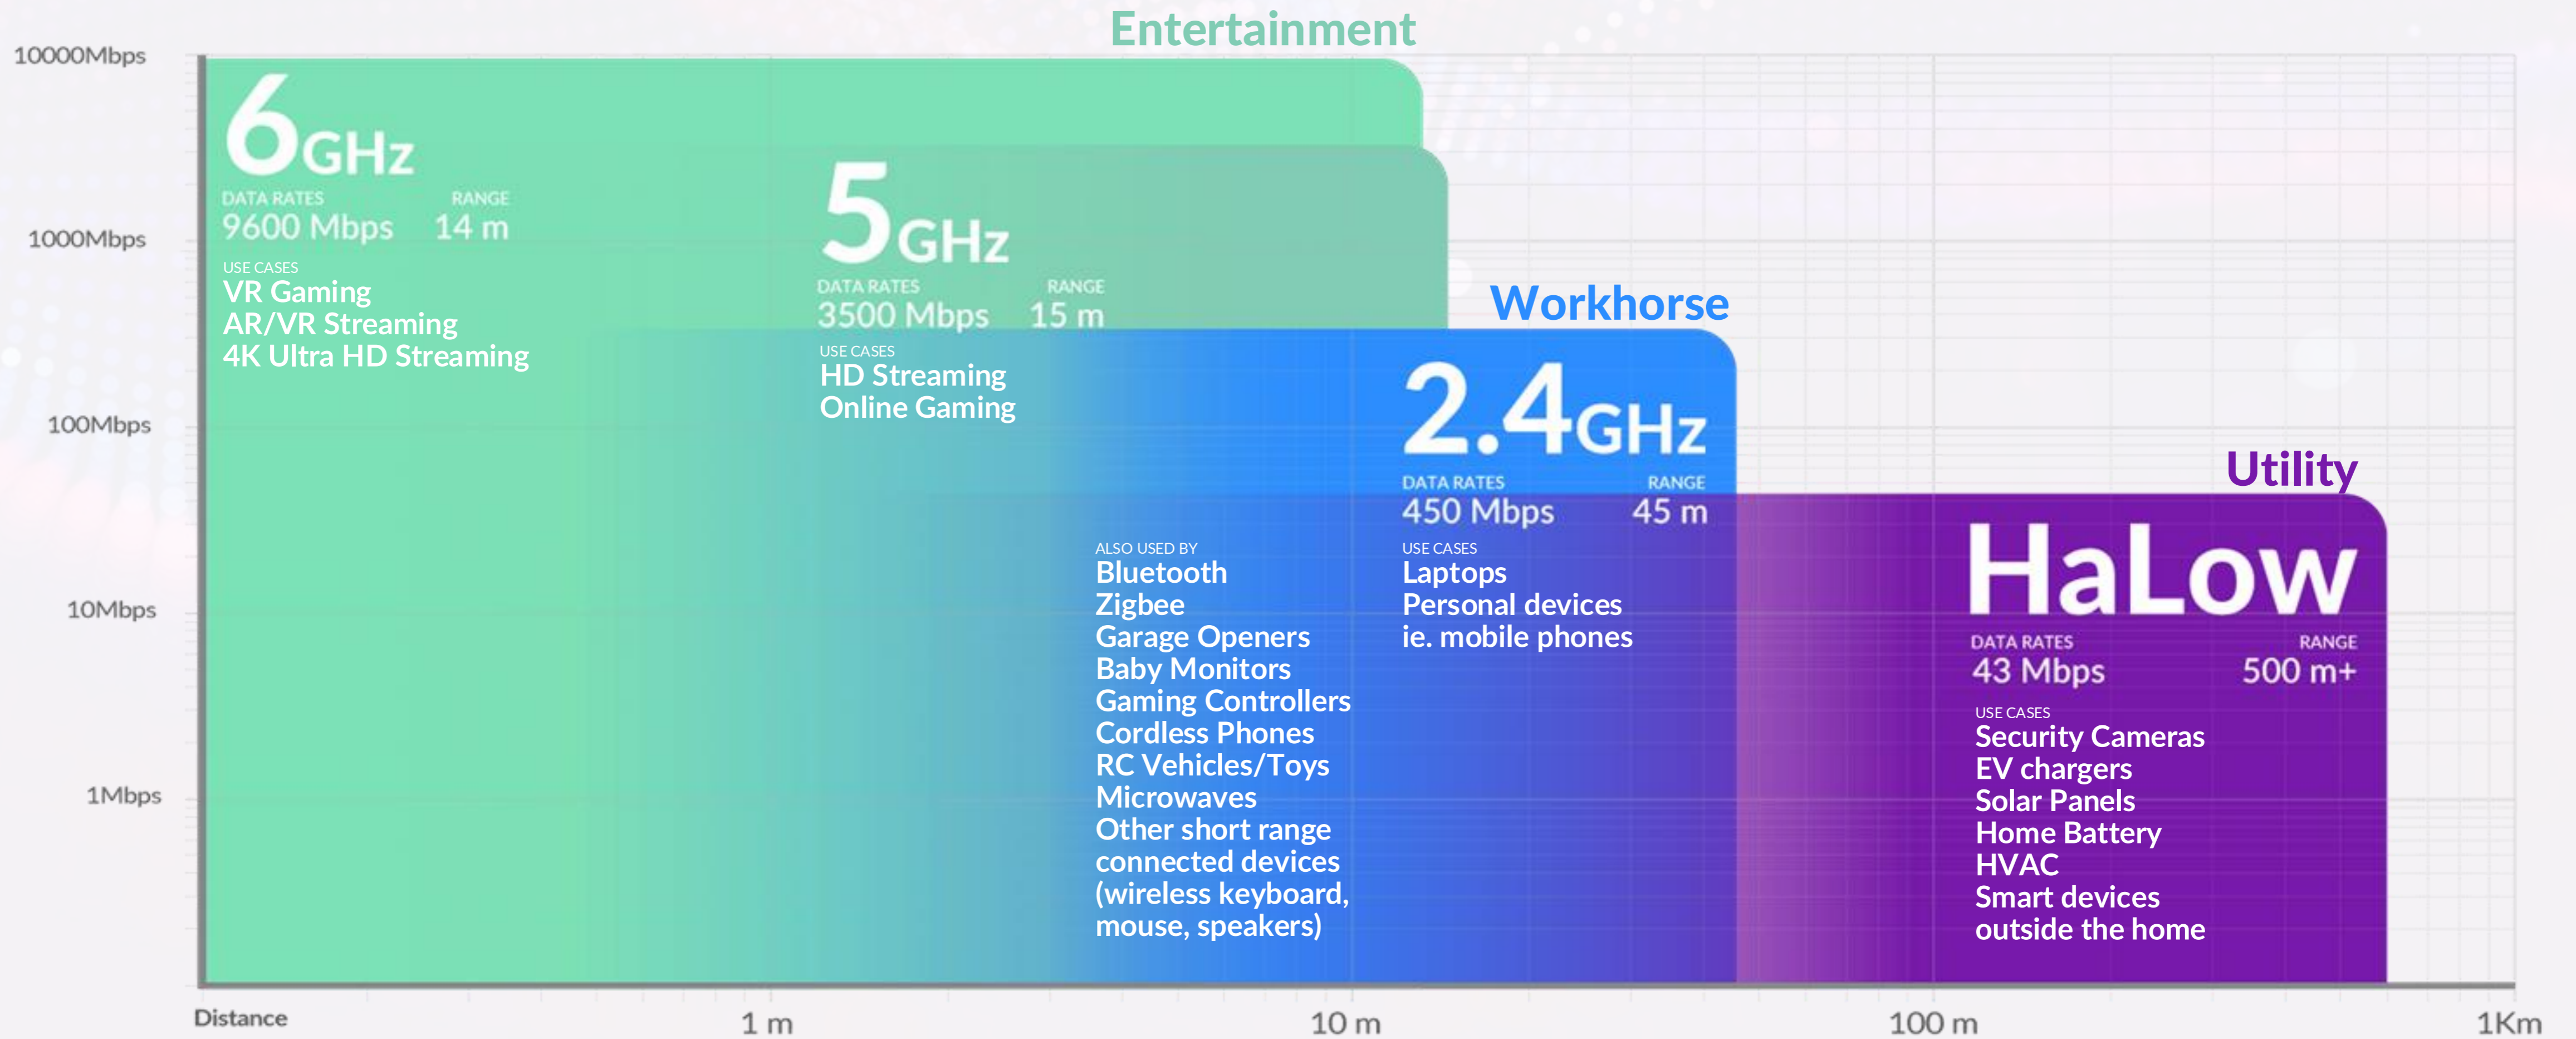 Entertainment
10000Mbps
1000Mbps
100Mbps
10Mbps
1Mbps
6GHz
DATA RATES RANGE
9600 Mbps 14 m
USE CASES
VR Gaming
AR/VR Streaming
4K Ultra HD Streaming
5GHz
DATA RATES RANGE
3500 Mbps 15 m
USE CASES
HD Streaming
Online Gaming
Workhorse
2.4GHz
DATA RATES RANGE
450 Mbps 45 m
ALSO USED BY
Bluetooth
Zigbee
Garage Openers
Baby Monitors
Gaming Controllers
Cordless Phones
RC Vehicles/Toys
Microwaves
Other short range
connected devices
(wireless keyboard,
mouse, speakers)
USE CASES
Laptops
Personal devices
ie. mobile phones
Utility
HaLow
DATA RATES RANGE
43 Mbps 500 m+
USE CASES
Security Cameras
EV chargers
Solar Panels
Home Battery
HVAC
Smart devices
outside the home
Distance 1 m 10 m 100 m 1Km